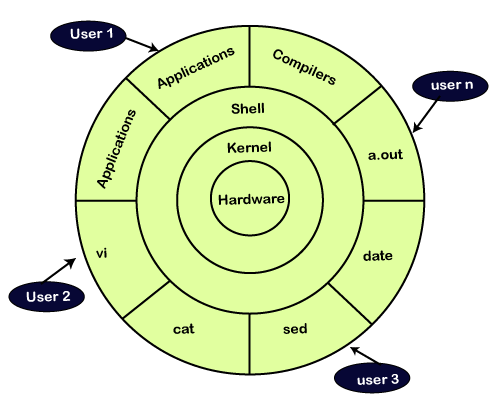 User 1
Applications
Compilers
user n
Shell
Applications
Kernel
a.out
Hardware
vi
date
User 2
cat
sed
user 3